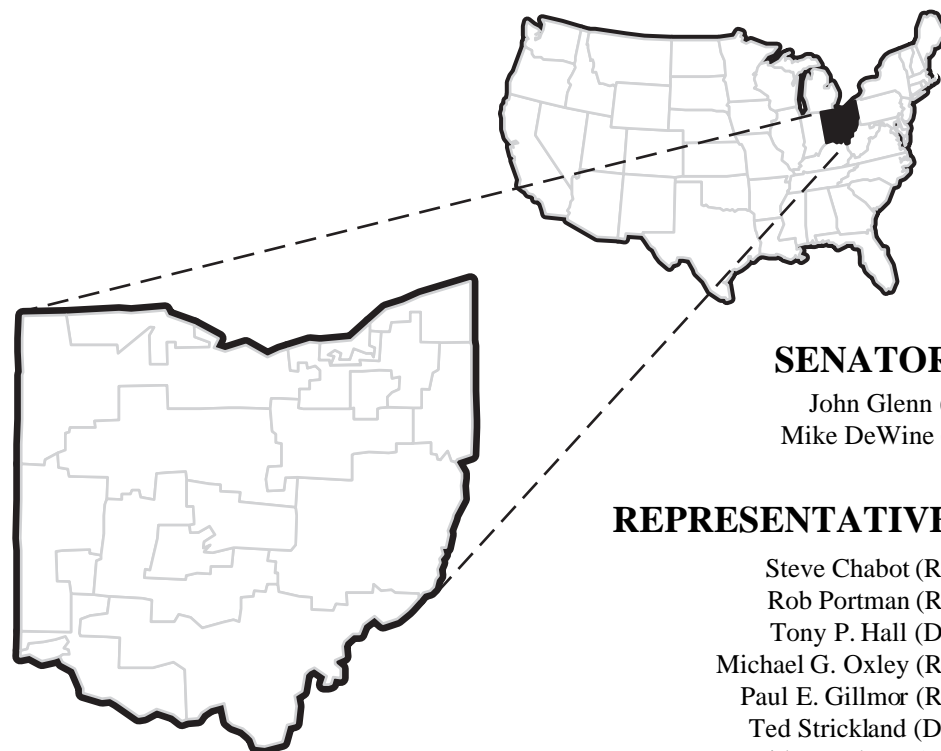 SENATOR
John Glenn (
Mike DeWine
REPRESENTATIVE
Steve Chabot (R
Rob Portman (R
Tony P. Hall (D
Michael G. Oxley (R
Paul E. Gillmor (R
Ted Strickland (D